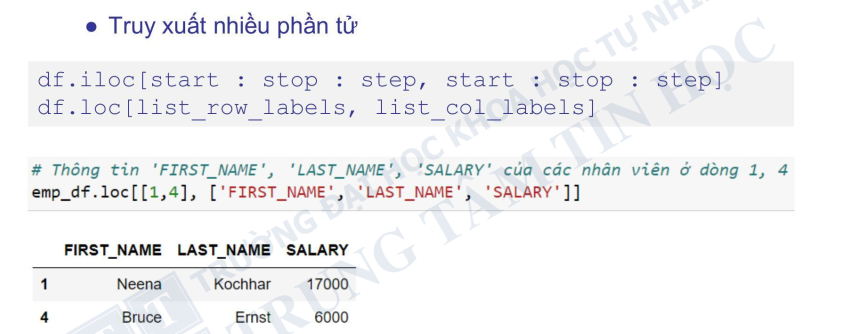 ● Truy xuất nhiều phần tử
df.iloc[start : stop : step, start : stop : step]
df.loc[list_row_labels, list_col_labels]
# Thông tin 'FIRST_NAME', 'LAST_NAME', 'SALARY' của các nhân viên ở dòng 1, 4
emp_df.loc[[1,4], ['FIRST_NAME', 'LAST_NAME', 'SALARY']]
FIRST_NAME LAST_NAME SALARY
1 Neena Kochhar 17000
4 Bruce Ernst 6000
TRƯỜNG ĐẠI HỌC KHOA HỌC TỰ NHI
TRUNG TÂM TIN HỌC